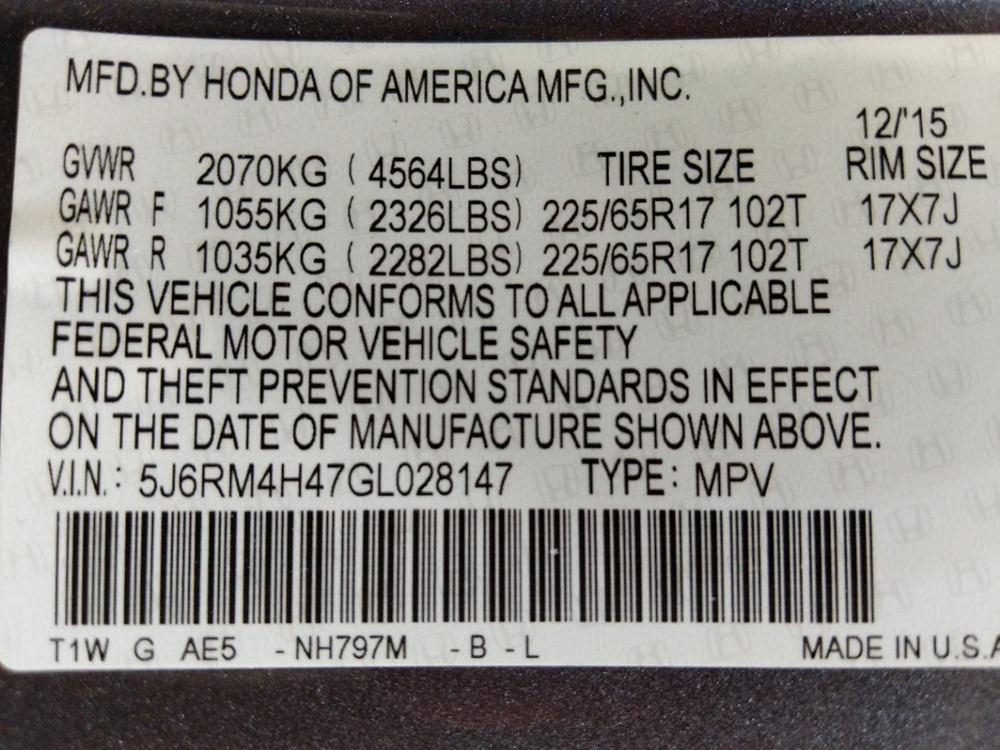 MFD.BY HONDA OF AMERICA MFG.,INC.
12/'15
GVWR 2070KG ( 4564LBS) TIRE SIZE RIM SIZE
GAWR F 1055KG ( 2326LBS) 225/65R17 102T 17X7J
GAWR R 1035KG ( 2282LBS) 225/65R17 102T 17X7J
THIS VEHICLE CONFORMS TO ALL APPLICABLE
FEDERAL MOTOR VEHICLE SAFETY
AND THEFT PREVENTION STANDARDS IN EFFECT
ON THE DATE OF MANUFACTURE SHOWN ABOVE.
V.I.N.: 5J6RM4H47GL028147 TYPE: MPV
T1W G AE5 - NH797M - B - L MADE IN U.S.A